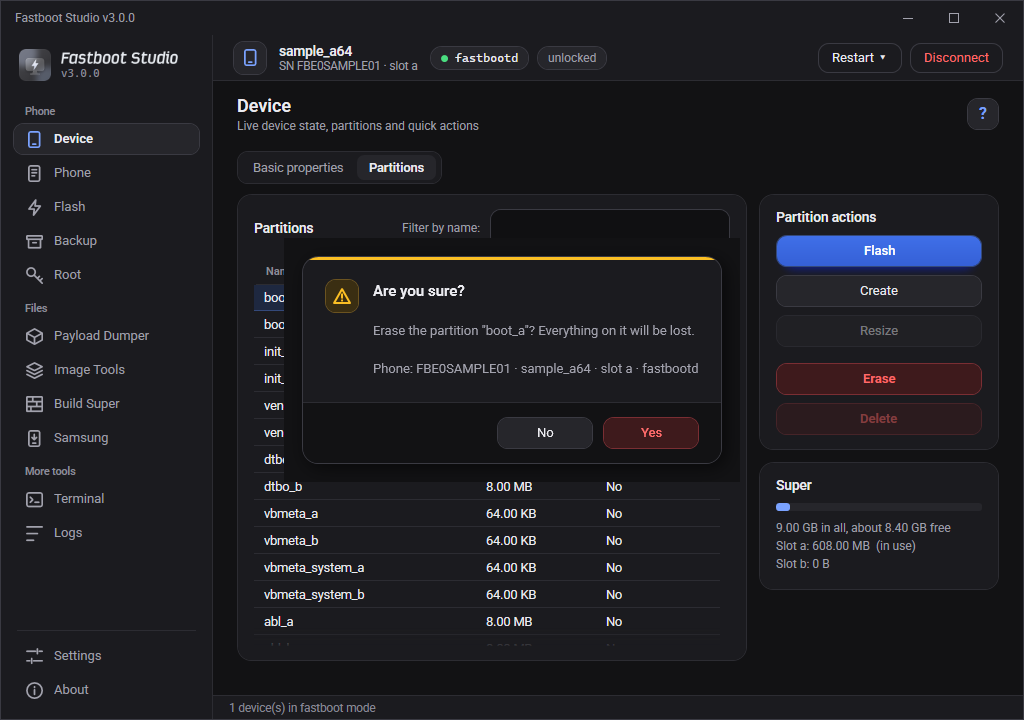 Fastboot Studio v3.0.0
Fastboot Studio
v3.0.0
Phone
Device
Phone
Flash
Backup
Root
Files
Payload Dumper
Image Tools
Build Super
Samsung
More tools
Terminal
Logs
Settings
About
sample_a64
SN FBE0SAMPLE01 · slot a
fastbootd
unlocked
Restart ▾
Disconnect
Device
Live device state, partitions and quick actions
?
Basic properties
Partitions
Partitions
Filter by name:
Are you sure?
Erase the partition "boot_a"? Everything on it will be lost.
Phone: FBE0SAMPLE01 · sample_a64 · slot a · fastbootd
No
Yes
dtbo_b 8.00 MB No
vbmeta_a 64.00 KB No
vbmeta_b 64.00 KB No
vbmeta_system_a 64.00 KB No
vbmeta_system_b 64.00 KB No
abl_a 8.00 MB No
Partition actions
Flash
Create
Resize
Erase
Delete
Super
9.00 GB in all, about 8.40 GB free
Slot a: 608.00 MB (in use)
Slot b: 0 B
1 device(s) in fastboot mode